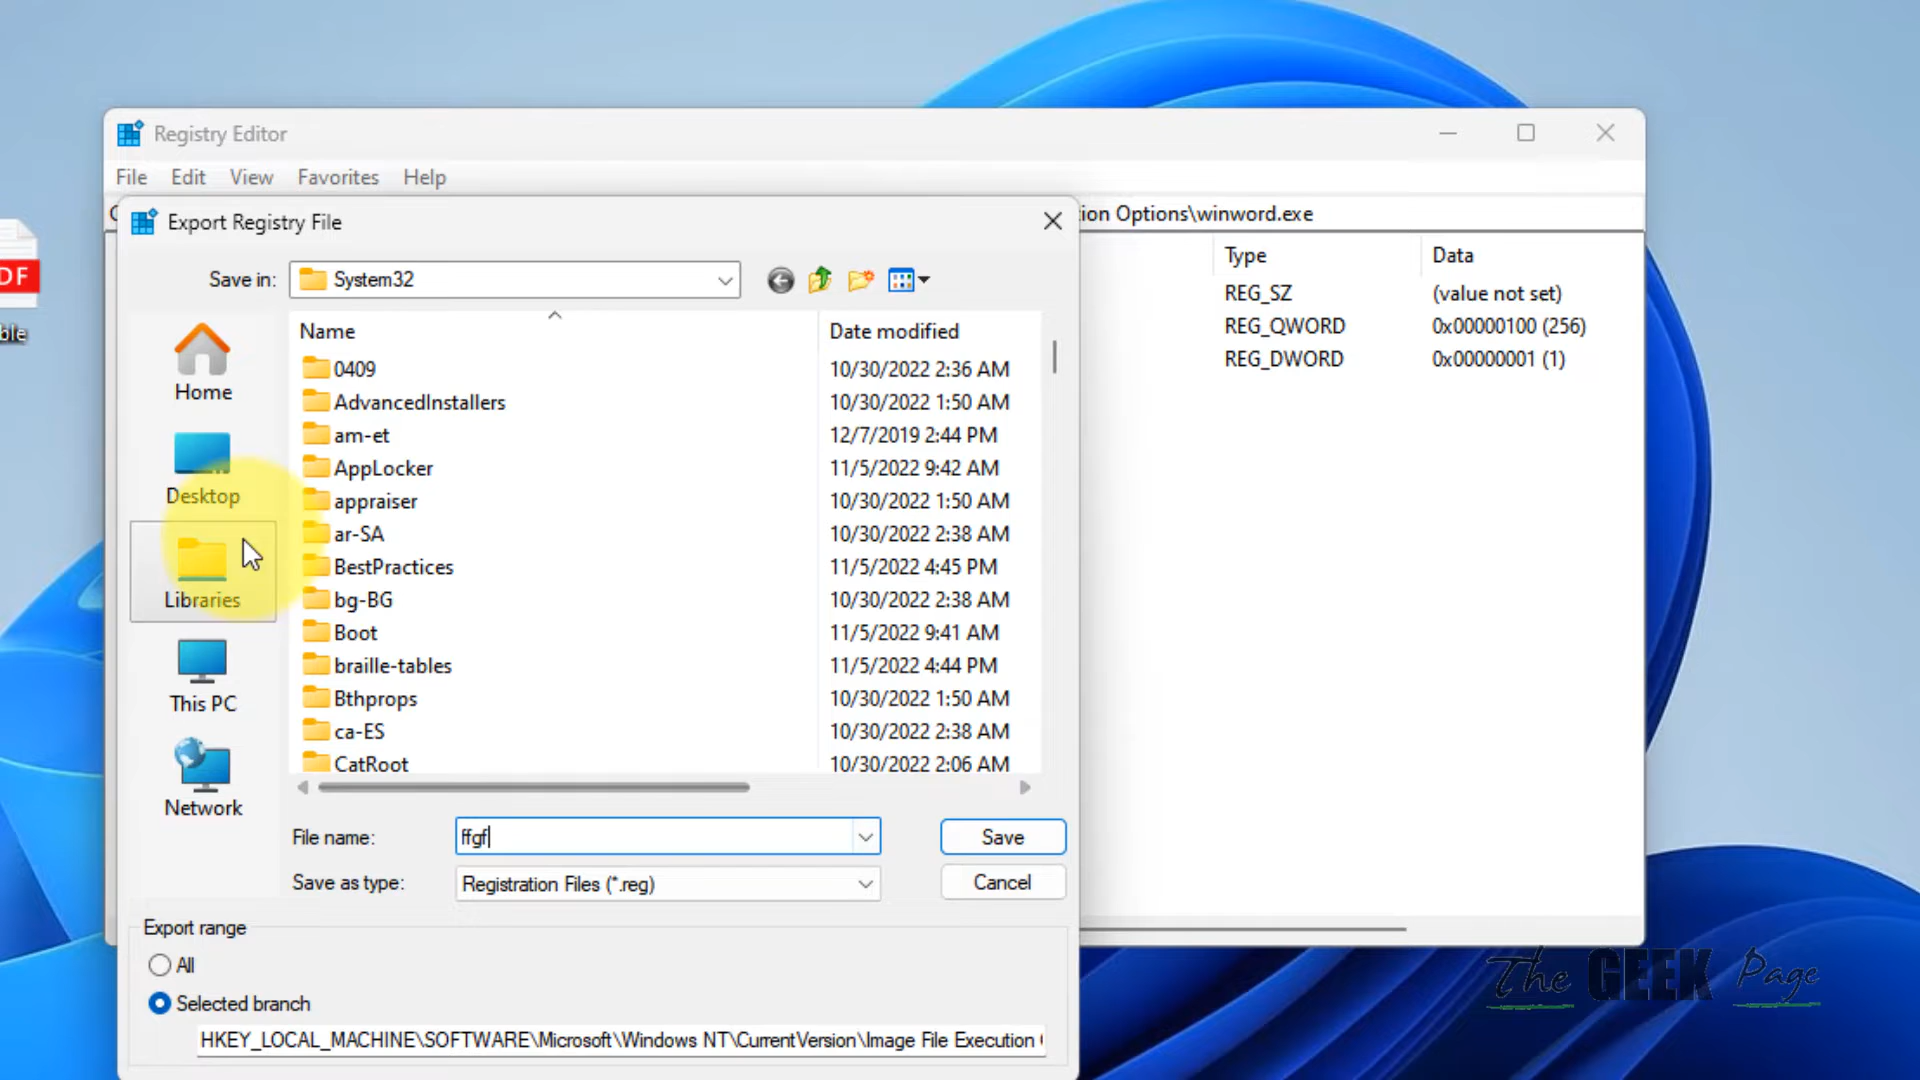 Registry Editor
File Edit View Favorites Help
ion Options\winword.exe
Export Registry File
Save in: System32
Name Date modified
0409 10/30/2022 2:36 AM
AdvancedInstallers 10/30/2022 1:50 AM
am-et 12/7/2019 2:44 PM
AppLocker 11/5/2022 9:42 AM
appraiser 10/30/2022 1:50 AM
ar-SA 10/30/2022 2:38 AM
BestPractices 11/5/2022 4:45 PM
bg-BG 10/30/2022 2:38 AM
Boot 11/5/2022 9:41 AM
braille-tables 11/5/2022 4:44 PM
Bthprops 10/30/2022 1:50 AM
ca-ES 10/30/2022 2:38 AM
CatRoot 10/30/2022 2:06 AM
Home
Desktop
Libraries
This PC
Network
File name: ffgf
Save
Save as type: Registration Files (*.reg)
Cancel
Export range
All
Selected branch
HKEY_LOCAL_MACHINE\SOFTWARE\Microsoft\Windows NT\CurrentVersion\Image File Execution
Type Data
REG_SZ (value not set)
REG_QWORD 0x00000100 (256)
REG_DWORD 0x00000001 (1)
DF
ble
The GEEK Page